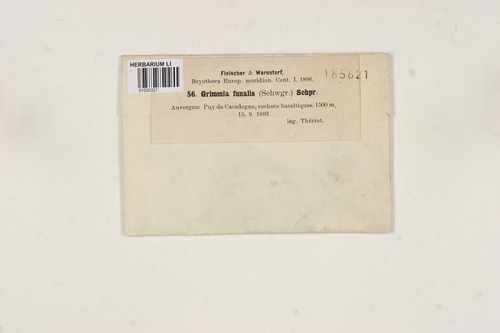 HERBARIUM LI
Fleischer & Warnstorf,
Bryotheca Europ. meridion. Cent. I. 1896.
185621
56. Grimmia funalis (Schwgr.) Schpr.
Auvergne: Puy de Cacadogne, rochers basaltiques. 1500 m,
15. 9. 1893
leg. Thériot.